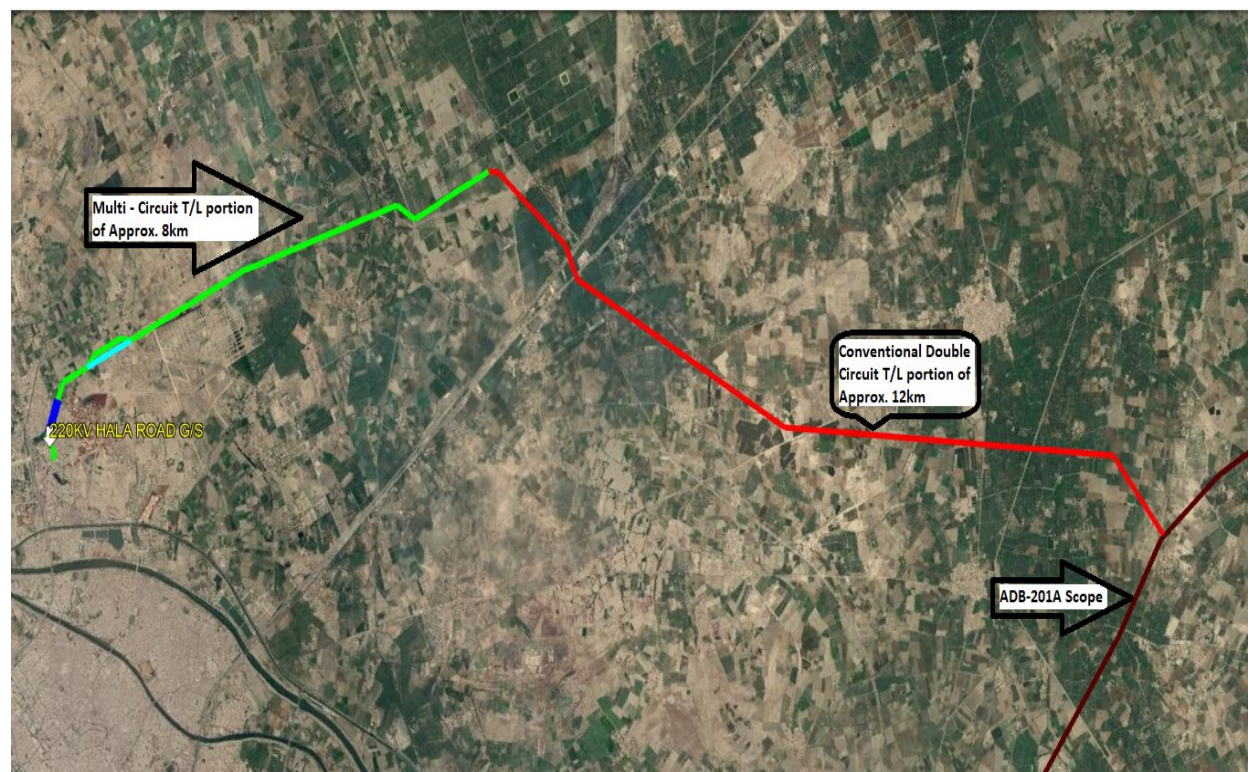 Multi - Circuit T/L portion
of Approx. 8km
Conventional Double
Circuit T/L portion of
Approx. 12km
220KV HALA ROAD G/S
ADB-201A Scope